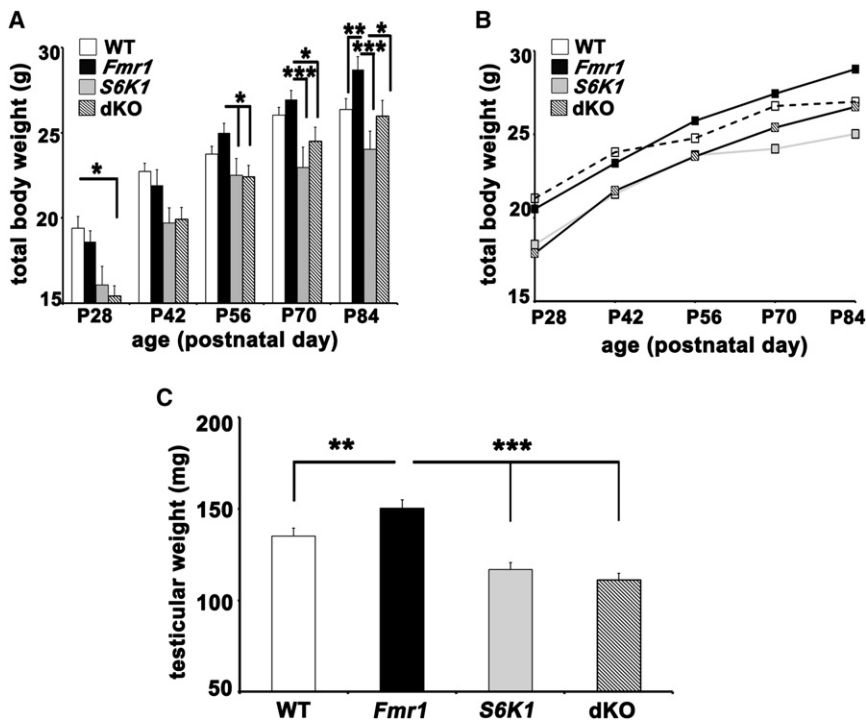 A
total body weight (g)
30
25
20
15
WT
Fmr1
S6K1
dKO
*
*
*
***
**
*
***
P28 P42 P56 P70 P84
age (postnatal day)
B
total body weight (g)
30
25
20
15
WT
Fmr1
S6K1
dKO
P28 P42 P56 P70 P84
age (postnatal day)
C
testicular weight (mg)
200
150
100
50
**
***
WT Fmr1 S6K1 dKO